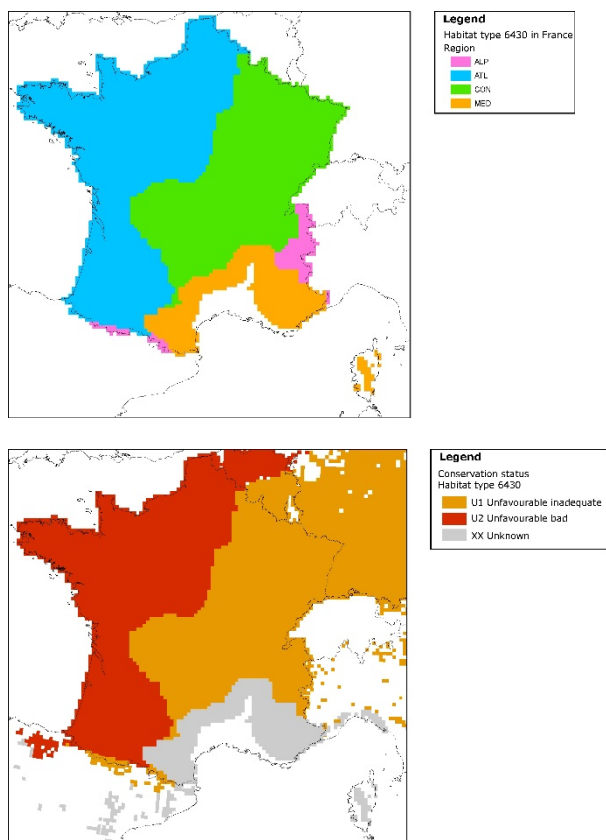 Legend
Habitat type 6430 in France
Region
ALP
ATL
CON
MED
Legend
Conservation status
Habitat type 6430
U1 Unfavourable inadequate
U2 Unfavourable bad
XX Unknown